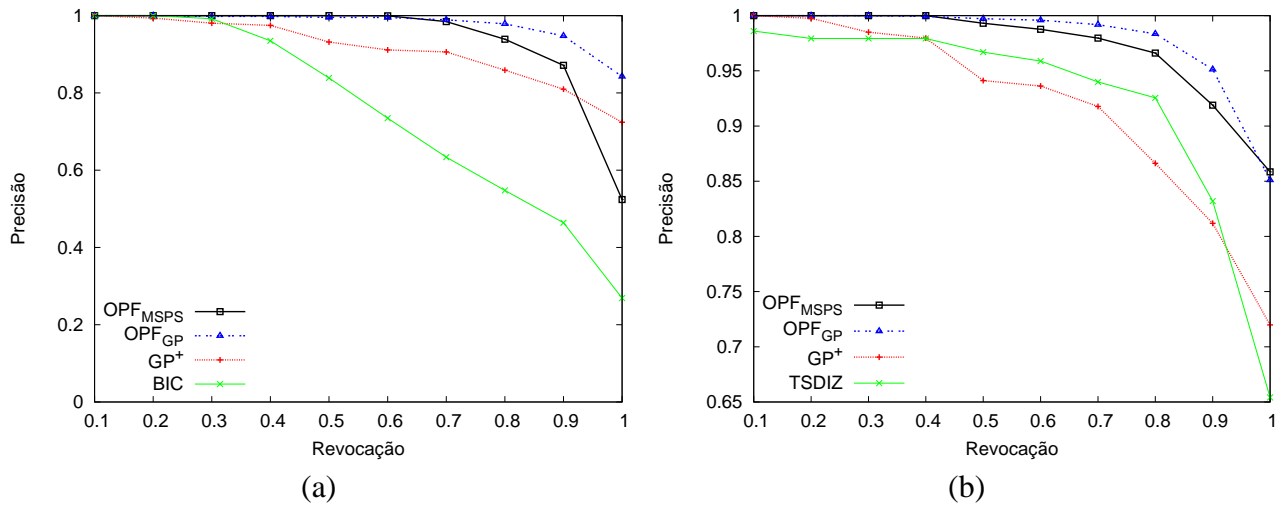 1
0.8
0.6
0.4
0.2
0
0.1 0.2 0.3 0.4 0.5 0.6 0.7 0.8 0.9 1
Precisão
Revocação
OPF_MSPS
OPF_GP
GP+
BIC
(a)
1
0.95
0.9
0.85
0.8
0.75
0.7
0.65
0.1 0.2 0.3 0.4 0.5 0.6 0.7 0.8 0.9 1
Precisão
Revocação
OPF_MSPS
OPF_GP
GP+
TSDIZ
(b)